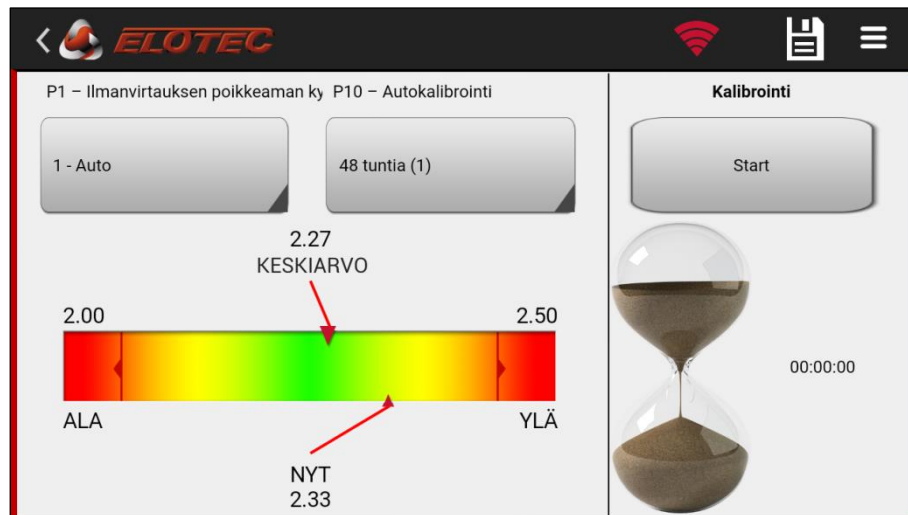 ELOTEC
P1 – Ilmanvirtauksen poikkeaman ky
P10 – Autokalibrointi
Kalibrointi
1 - Auto
48 tuntia (1)
Start
2.27
KESKIARVO
2.00
2.50
00:00:00
ALA
YLÄ
NYT
2.33